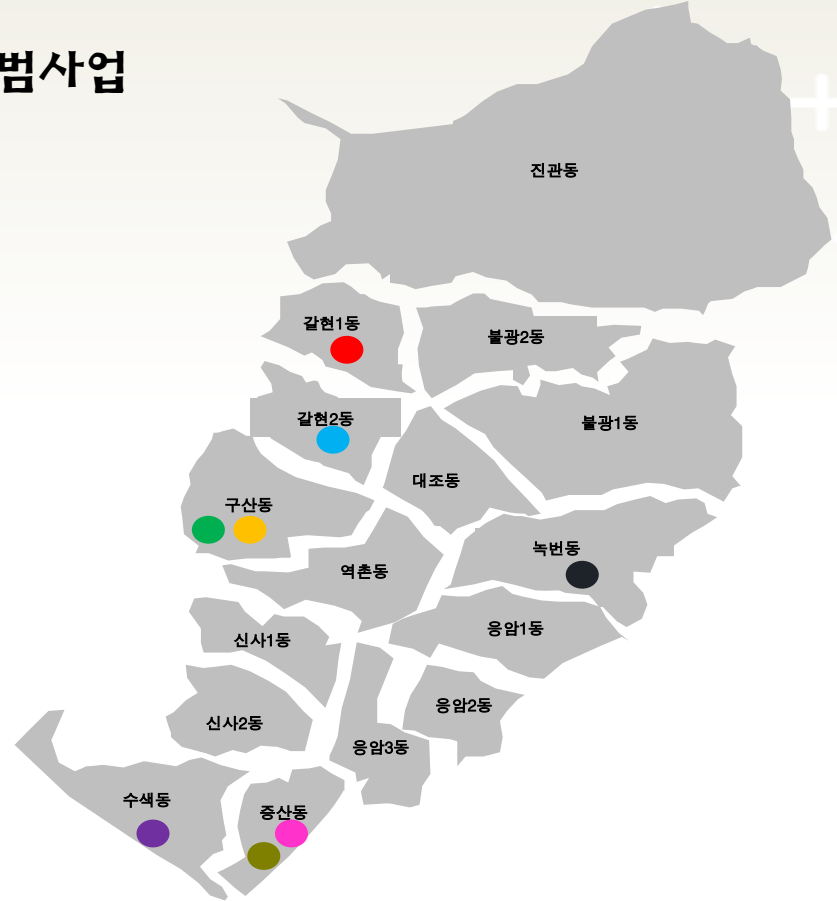 범사업
진관동
갈현1동
불광2동
갈현2동
불광1동
대조동
구산동
녹번동
역촌동
응암1동
신사1동
응암2동
신사2동
응암3동
수색동
증산동